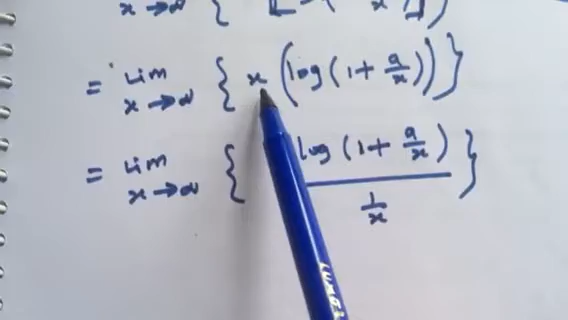 x→∞ {
= Lim x→∞ { x (log(1+a/x)) }
= Lim x→∞ { log(1+a/x) / 1/x }